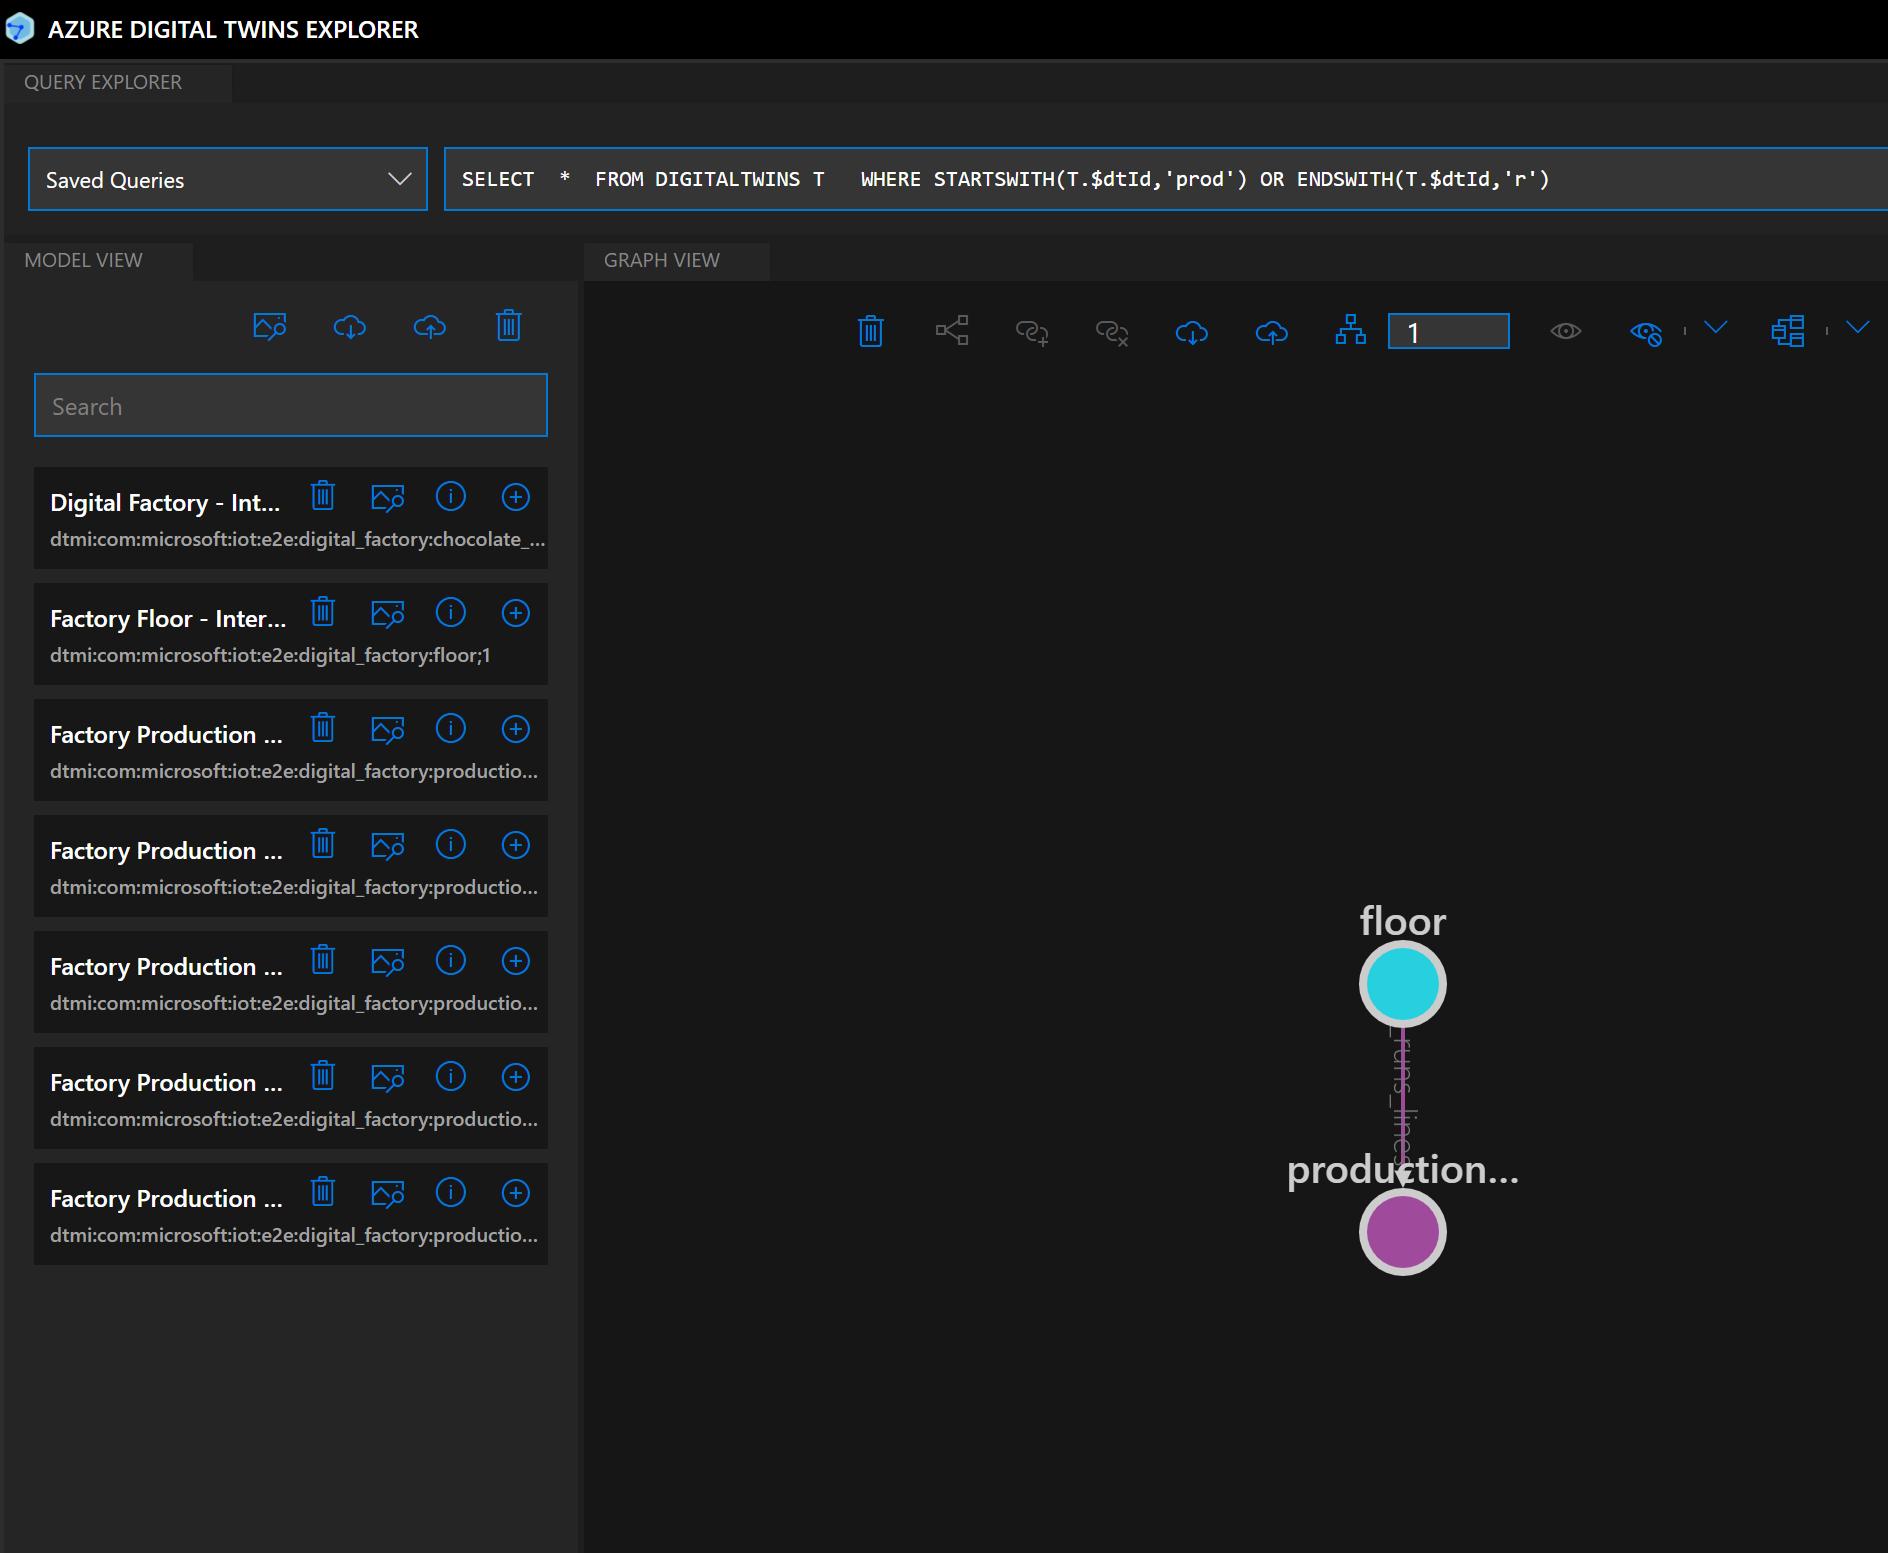 AZURE DIGITAL TWINS EXPLORER
QUERY EXPLORER
Saved Queries
SELECT * FROM DIGITALTWINS T WHERE STARTSWITH(T.$dtId,'prod') OR ENDSWITH(T.$dtId,'r')
MODEL VIEW
GRAPH VIEW
1
Search
Digital Factory - Int...
dtmi:com:microsoft:iot:e2e:digital_factory:chocolate_...
Factory Floor - Inter...
dtmi:com:microsoft:iot:e2e:digital_factory:floor;1
Factory Production ...
dtmi:com:microsoft:iot:e2e:digital_factory:productio...
Factory Production ...
dtmi:com:microsoft:iot:e2e:digital_factory:productio...
Factory Production ...
dtmi:com:microsoft:iot:e2e:digital_factory:productio...
Factory Production ...
dtmi:com:microsoft:iot:e2e:digital_factory:productio...
Factory Production ...
dtmi:com:microsoft:iot:e2e:digital_factory:productio...
floor
_runs_lines
production...